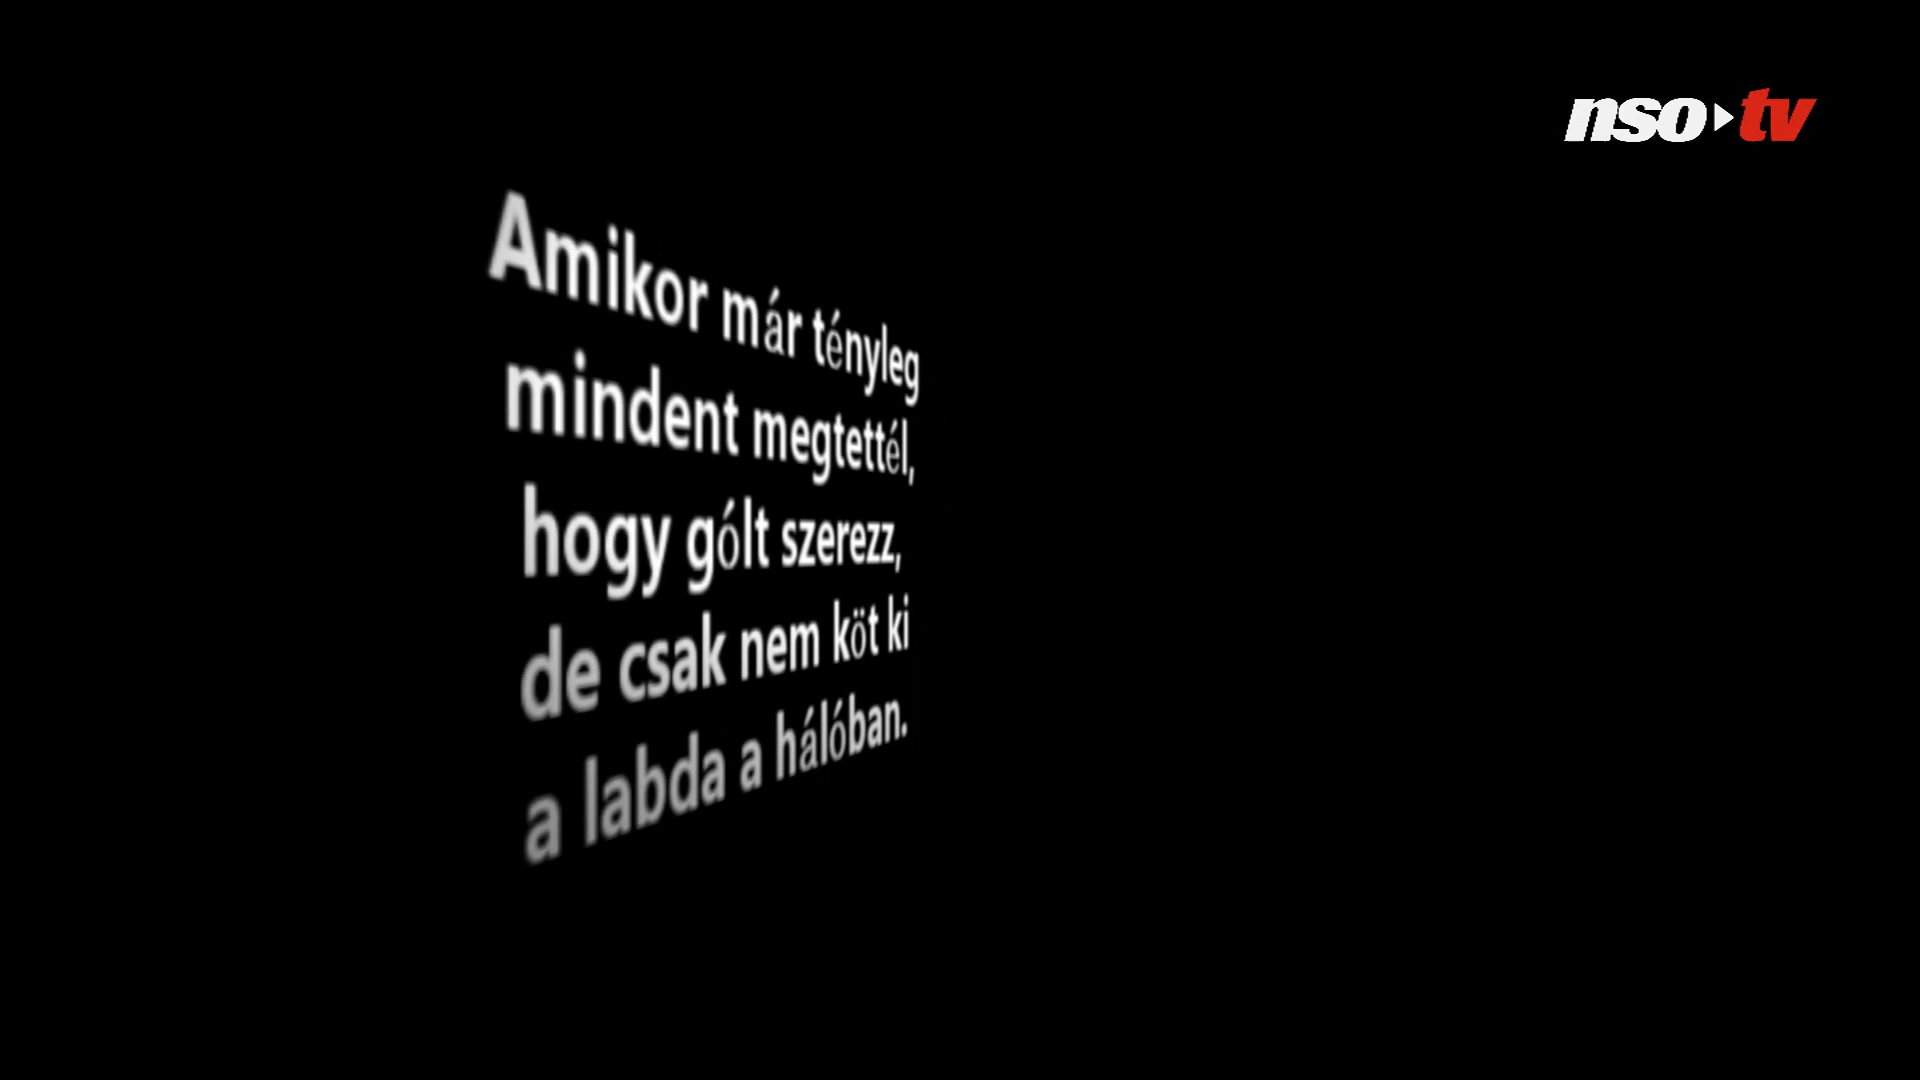 nso tv
Amikor már tényleg
mindent megtettél,
hogy gólt szerezz,
de csak nem köt ki
a labda a hálóban.